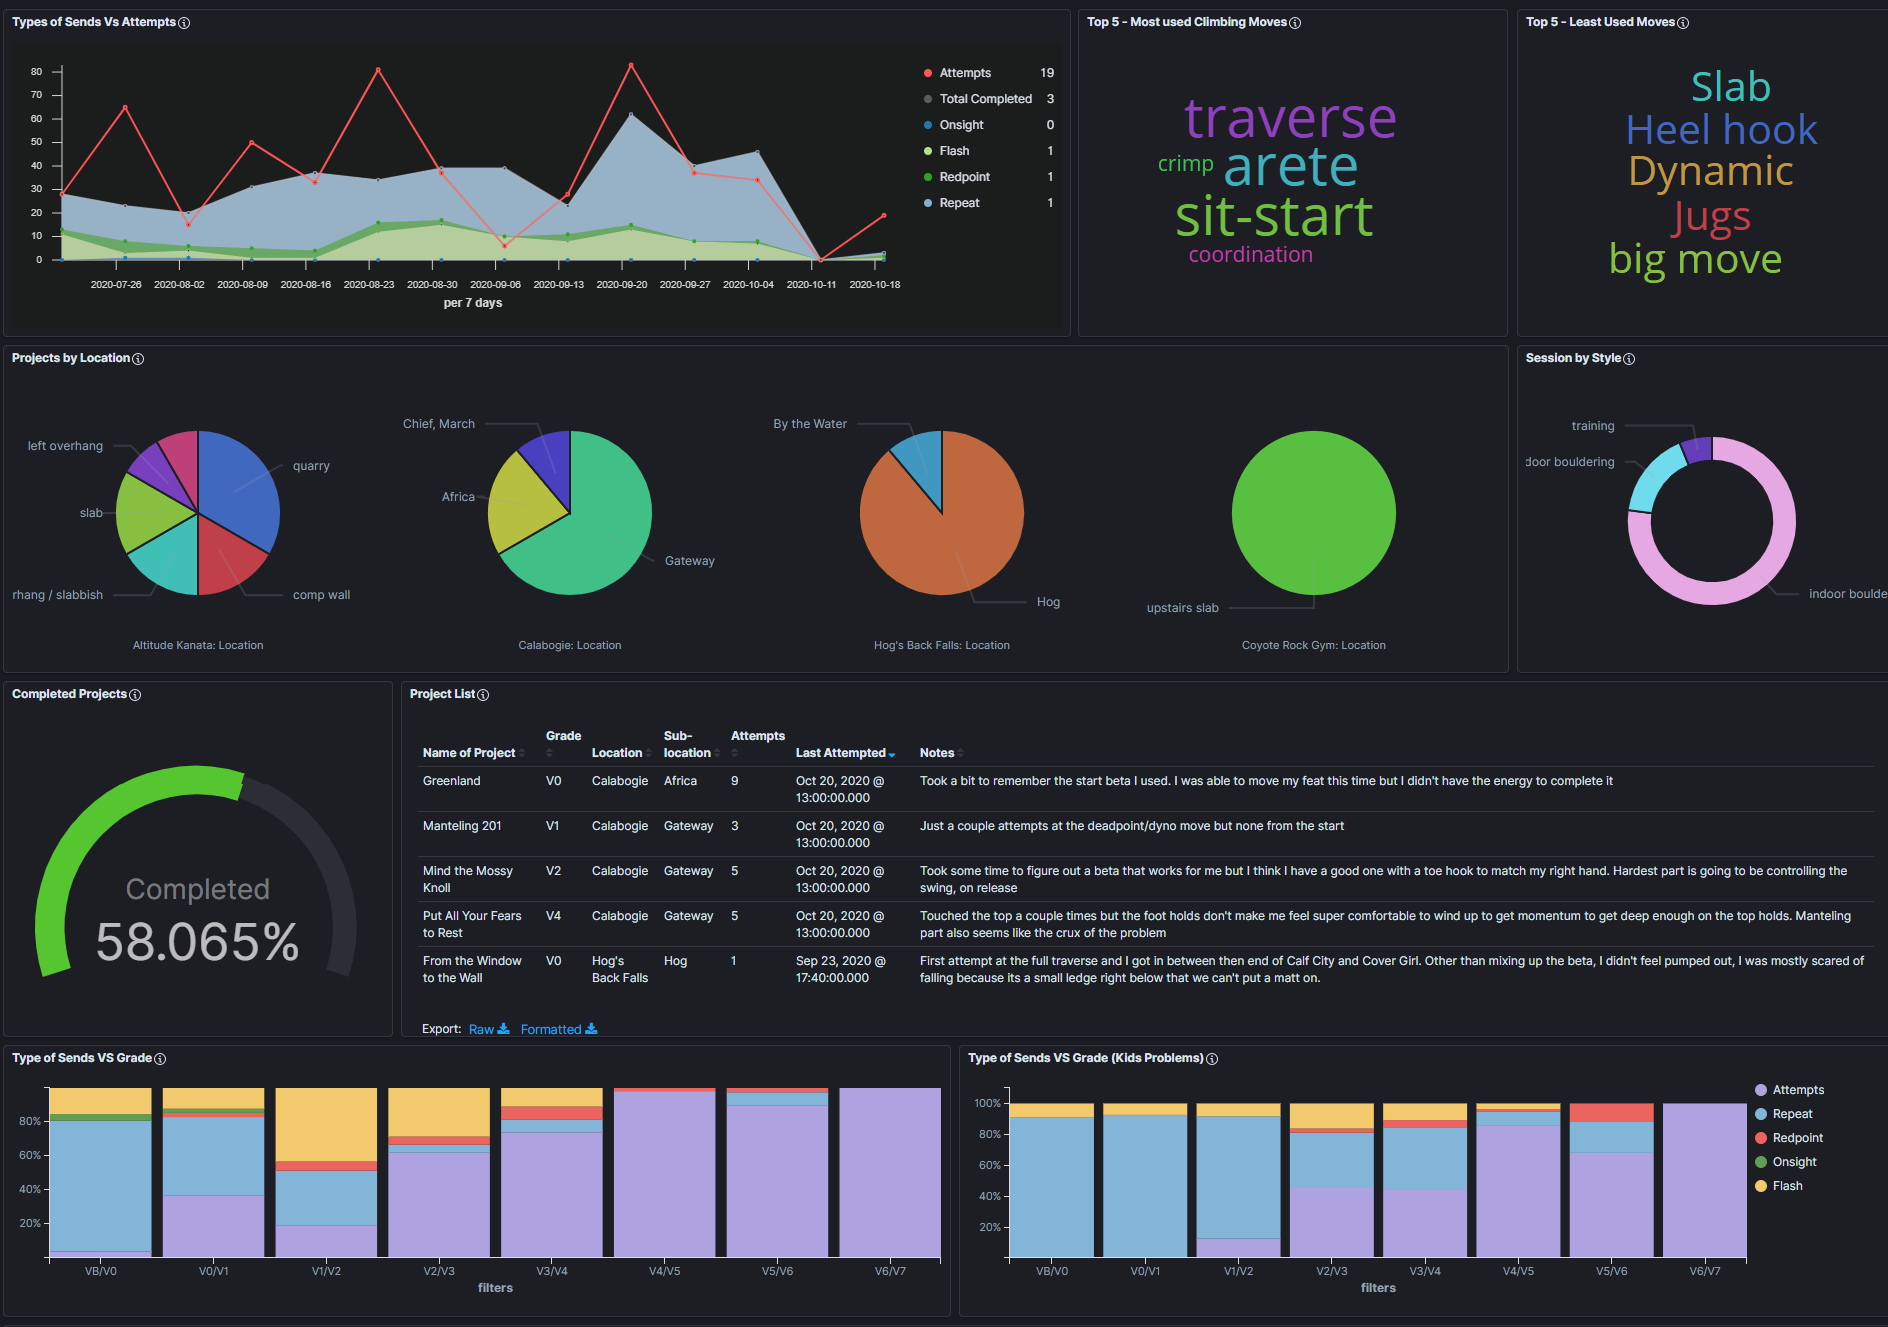 Types of Sends Vs Attempts
80
70
60
50
40
30
20
10
0
2020-07-26 2020-08-02 2020-08-09 2020-08-16 2020-08-23 2020-08-30 2020-09-06 2020-09-13 2020-09-20 2020-09-27 2020-10-04 2020-10-11 2020-10-18
per 7 days
Attempts 19
Total Completed 3
Onsight 0
Flash 1
Redpoint 1
Repeat 1
Top 5 - Most used Climbing Moves
traverse
crimp arete
sit-start
coordination
Top 5 - Least Used Moves
Slab
Heel hook
Dynamic
Jugs
big move
Projects by Location
left overhang
quarry
slab
rhang / slabbish
comp wall
Altitude Kanata: Location
Chief, March
Africa
Gateway
Calabogie: Location
By the Water
Hog
Hog's Back Falls: Location
upstairs slab
Coyote Rock Gym: Location
Session by Style
training
door bouldering
indoor boulde
Completed Projects
Completed
58.065%
Project List
Name of Project Grade Location Sub-location Attempts Last Attempted Notes
Greenland V0 Calabogie Africa 9 Oct 20, 2020 @ Took a bit to remember the start beta I used. I was able to move my feat this time but I didn't have the energy to complete it
13:00:00.000
Manteling 201 V1 Calabogie Gateway 3 Oct 20, 2020 @ Just a couple attempts at the deadpoint/dyno move but none from the start
13:00:00.000
Mind the Mossy V2 Calabogie Gateway 5 Oct 20, 2020 @ Took some time to figure out a beta that works for me but I think I have a good one with a toe hook to match my right hand. Hardest part is going to be controlling the
Knoll 13:00:00.000 swing, on release
Put All Your Fears V4 Calabogie Gateway 5 Oct 20, 2020 @ Touched the top a couple times but the foot holds don't make me feel super comfortable to wind up to get momentum to get deep enough on the top holds. Manteling
to Rest 13:00:00.000 part also seems like the crux of the problem
From the Window V0 Hog's Hog 1 Sep 23, 2020 @ First attempt at the full traverse and I got in between then end of Calf City and Cover Girl. Other than mixing up the beta, I didn't feel pumped out, I was mostly scared of
to the Wall Back Falls 17:40:00.000 falling because its a small ledge right below that we can't put a matt on.
Export: Raw Formatted
Type of Sends VS Grade
80%
60%
40%
20%
VB/V0 V0/V1 V1/V2 V2/V3 V3/V4 V4/V5 V5/V6 V6/V7
filters
Type of Sends VS Grade (Kids Problems)
100%
80%
60%
40%
20%
VB/V0 V0/V1 V1/V2 V2/V3 V3/V4 V4/V5 V5/V6 V6/V7
filters
Attempts
Repeat
Redpoint
Onsight
Flash